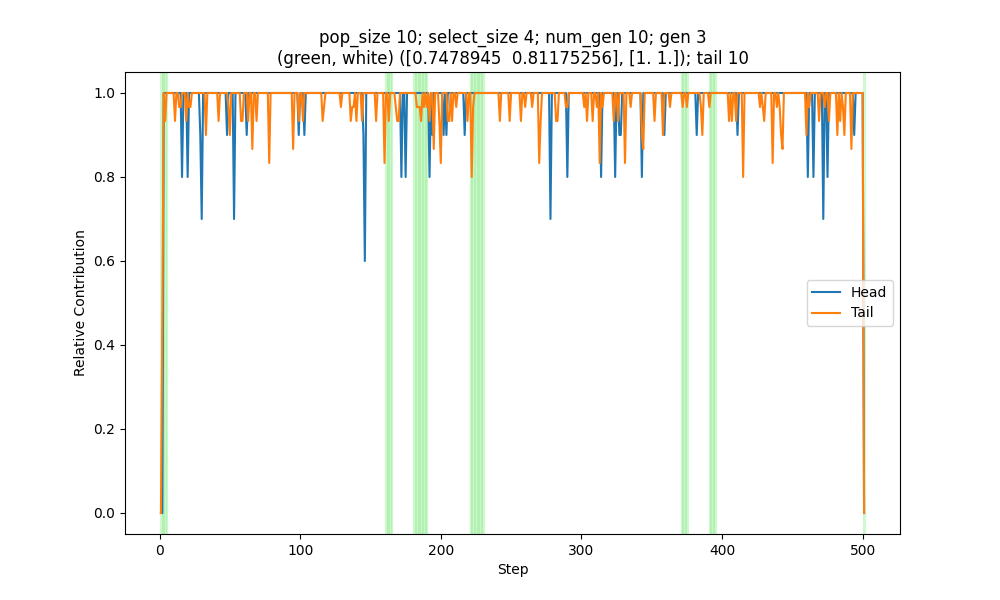 pop_size 10; select_size 4; num_gen 10; gen 3
(green, white) ([0.7478945  0.81175256], [1. 1.]); tail 10
1.0
0.8
0.6
0.4
0.2
0.0
Relative Contribution
Head
Tail
0
100
200
300
400
500
Step